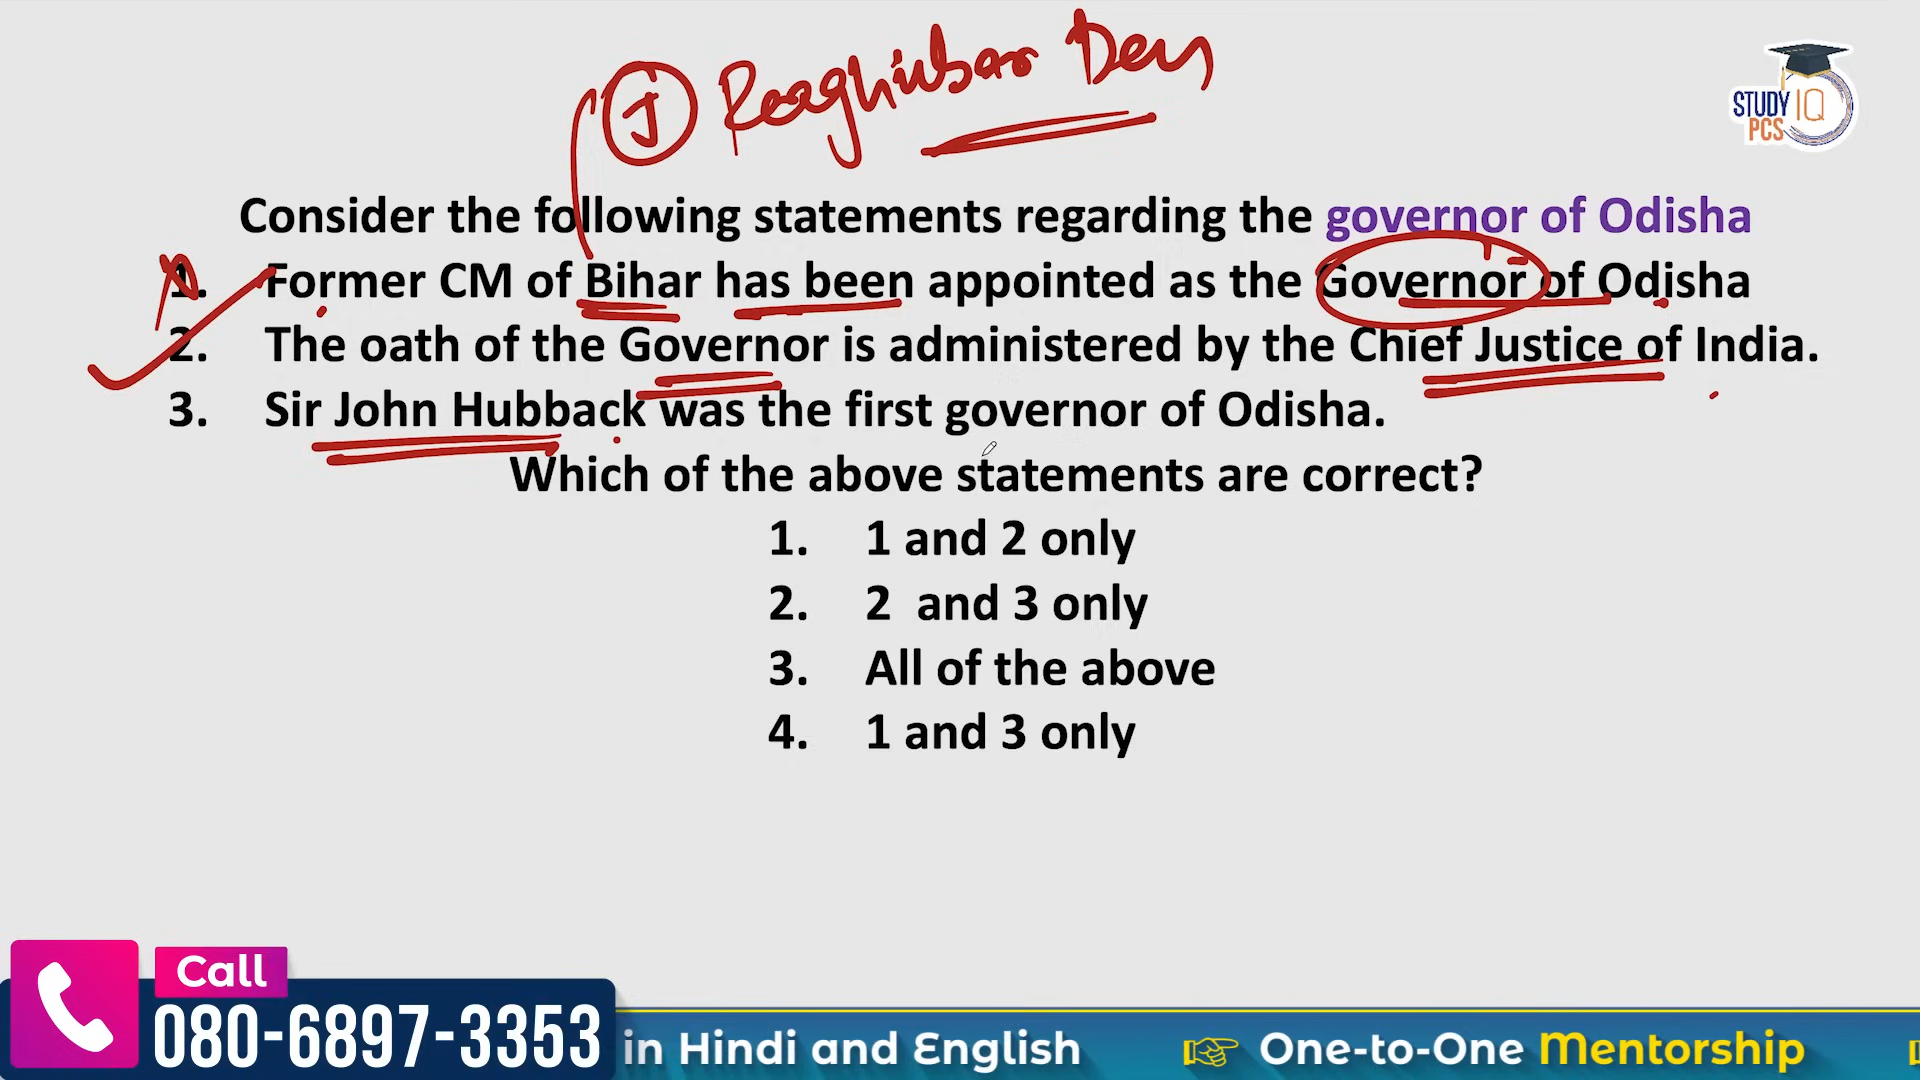 J Raaghubar Das
STUDY IQ
PCS
Consider the following statements regarding the governor of Odisha
1. Former CM of Bihar has been appointed as the Governor of Odisha
2. The oath of the Governor is administered by the Chief Justice of India.
3. Sir John Hubback was the first governor of Odisha.
Which of the above statements are correct?
1. 1 and 2 only
2. 2 and 3 only
3. All of the above
4. 1 and 3 only
Call
080-6897-3353
in Hindi and English One-to-One Mentorship